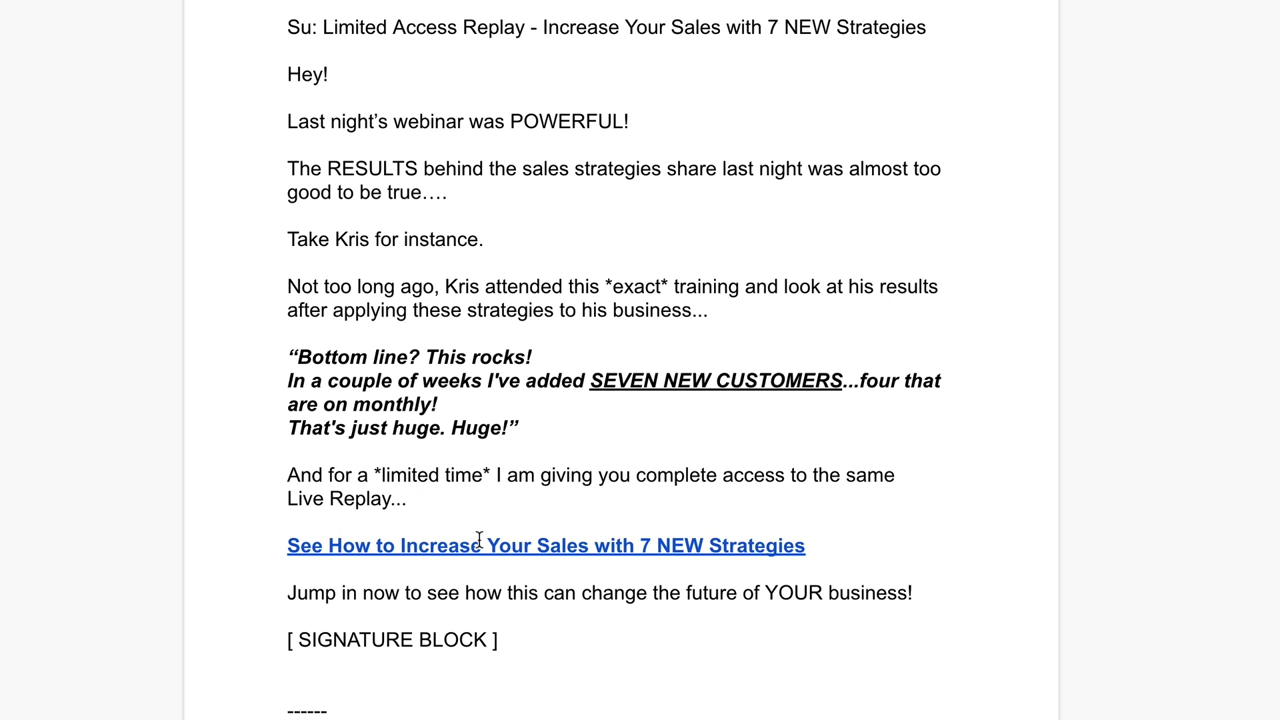 Su: Limited Access Replay - Increase Your Sales with 7 NEW Strategies
Hey!
Last night’s webinar was POWERFUL!
The RESULTS behind the sales strategies share last night was almost too
good to be true….
Take Kris for instance.
Not too long ago, Kris attended this *exact* training and look at his results
after applying these strategies to his business...
“Bottom line? This rocks!
In a couple of weeks I've added SEVEN NEW CUSTOMERS...four that
are on monthly!
That's just huge. Huge!”
And for a *limited time* I am giving you complete access to the same
Live Replay...
See How to Increase Your Sales with 7 NEW Strategies
Jump in now to see how this can change the future of YOUR business!
[ SIGNATURE BLOCK ]
------